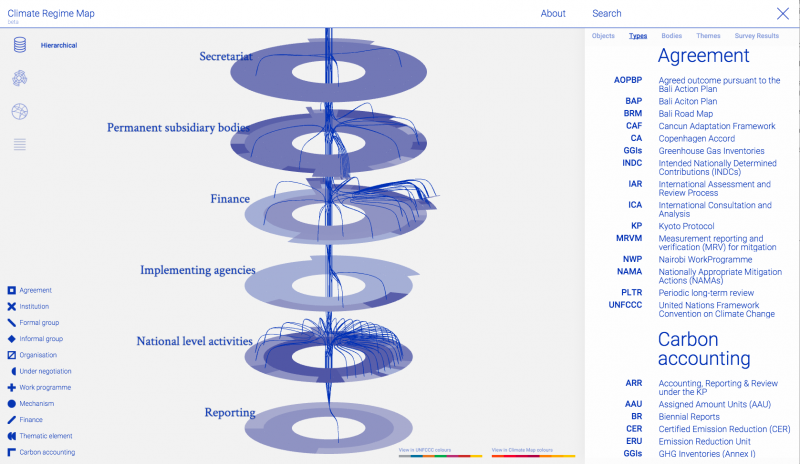 Climate Regime Map
beta
About
Search
Hierarchical
Secretariat
Permanent subsidiary bodies
Finance
Implementing agencies
National level activities
Reporting
Agreement
Institution
Formal group
Informal group
Organisation
Under negotiation
Work programme
Mechanism
Finance
Thematic element
Carbon accounting
View in UNFCCC colours
View in Climate Map colours
Objects Types Bodies Themes Survey Results
Agreement
AOPBP Agreed outcome pursuant to the
Bali Action Plan
BAP Bali Aciton Plan
BRM Bali Road Map
CAF Cancun Adaptation Framework
CA Copenhagen Accord
GGIs Greenhouse Gas Inventories
INDC Intended Nationally Determined
Contributions (INDCs)
IAR International Assessment and
Review Process
ICA International Consultation and
Analysis
KP Kyoto Protocol
MRVM Measurement reporting and
verification (MRV) for mitgation
NWP Nairobi WorkProgramme
NAMA Nationally Appropriate Mitigation
Actions (NAMAs)
PLTR Periodic long-term review
UNFCCC United Nations Framework
Convention on Climate Change
Carbon
accounting
ARR Accounting, Reporting & Review
under the KP
AAU Assigned Amount Units (AAU)
BR Biennial Reports
CER Certified Emission Reduction (CER)
ERU Emission Reduction Unit
GGIs GHG Inventories (Annex I)